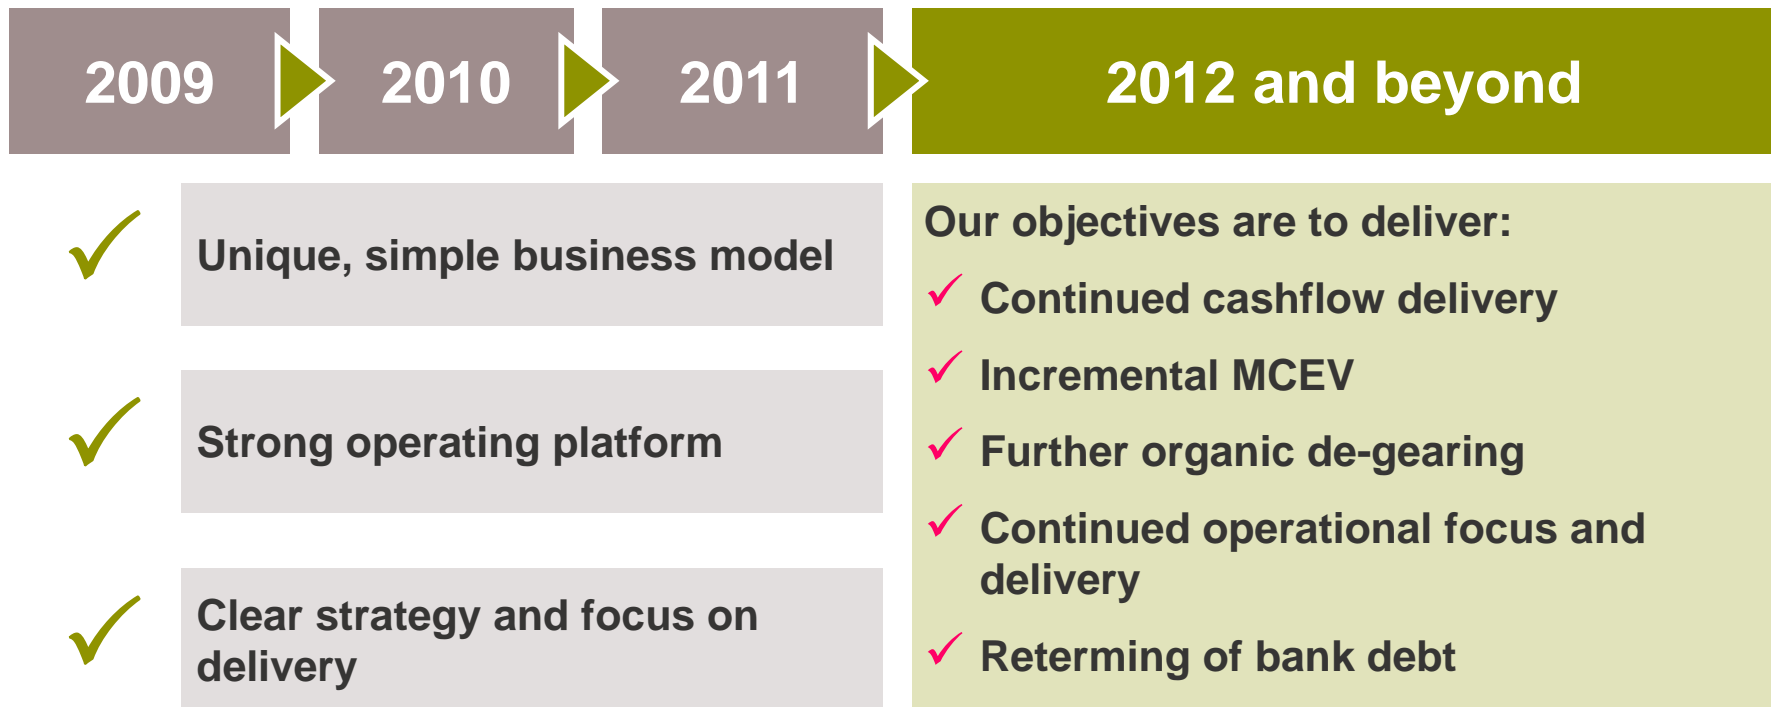 2009
2010
2011
2012 and beyond
Unique, simple business model
Strong operating platform
Clear strategy and focus on
delivery
Our objectives are to deliver:
Continued cashflow delivery
Incremental MCEV
Further organic de-gearing
Continued operational focus and
delivery
Reterming of bank debt